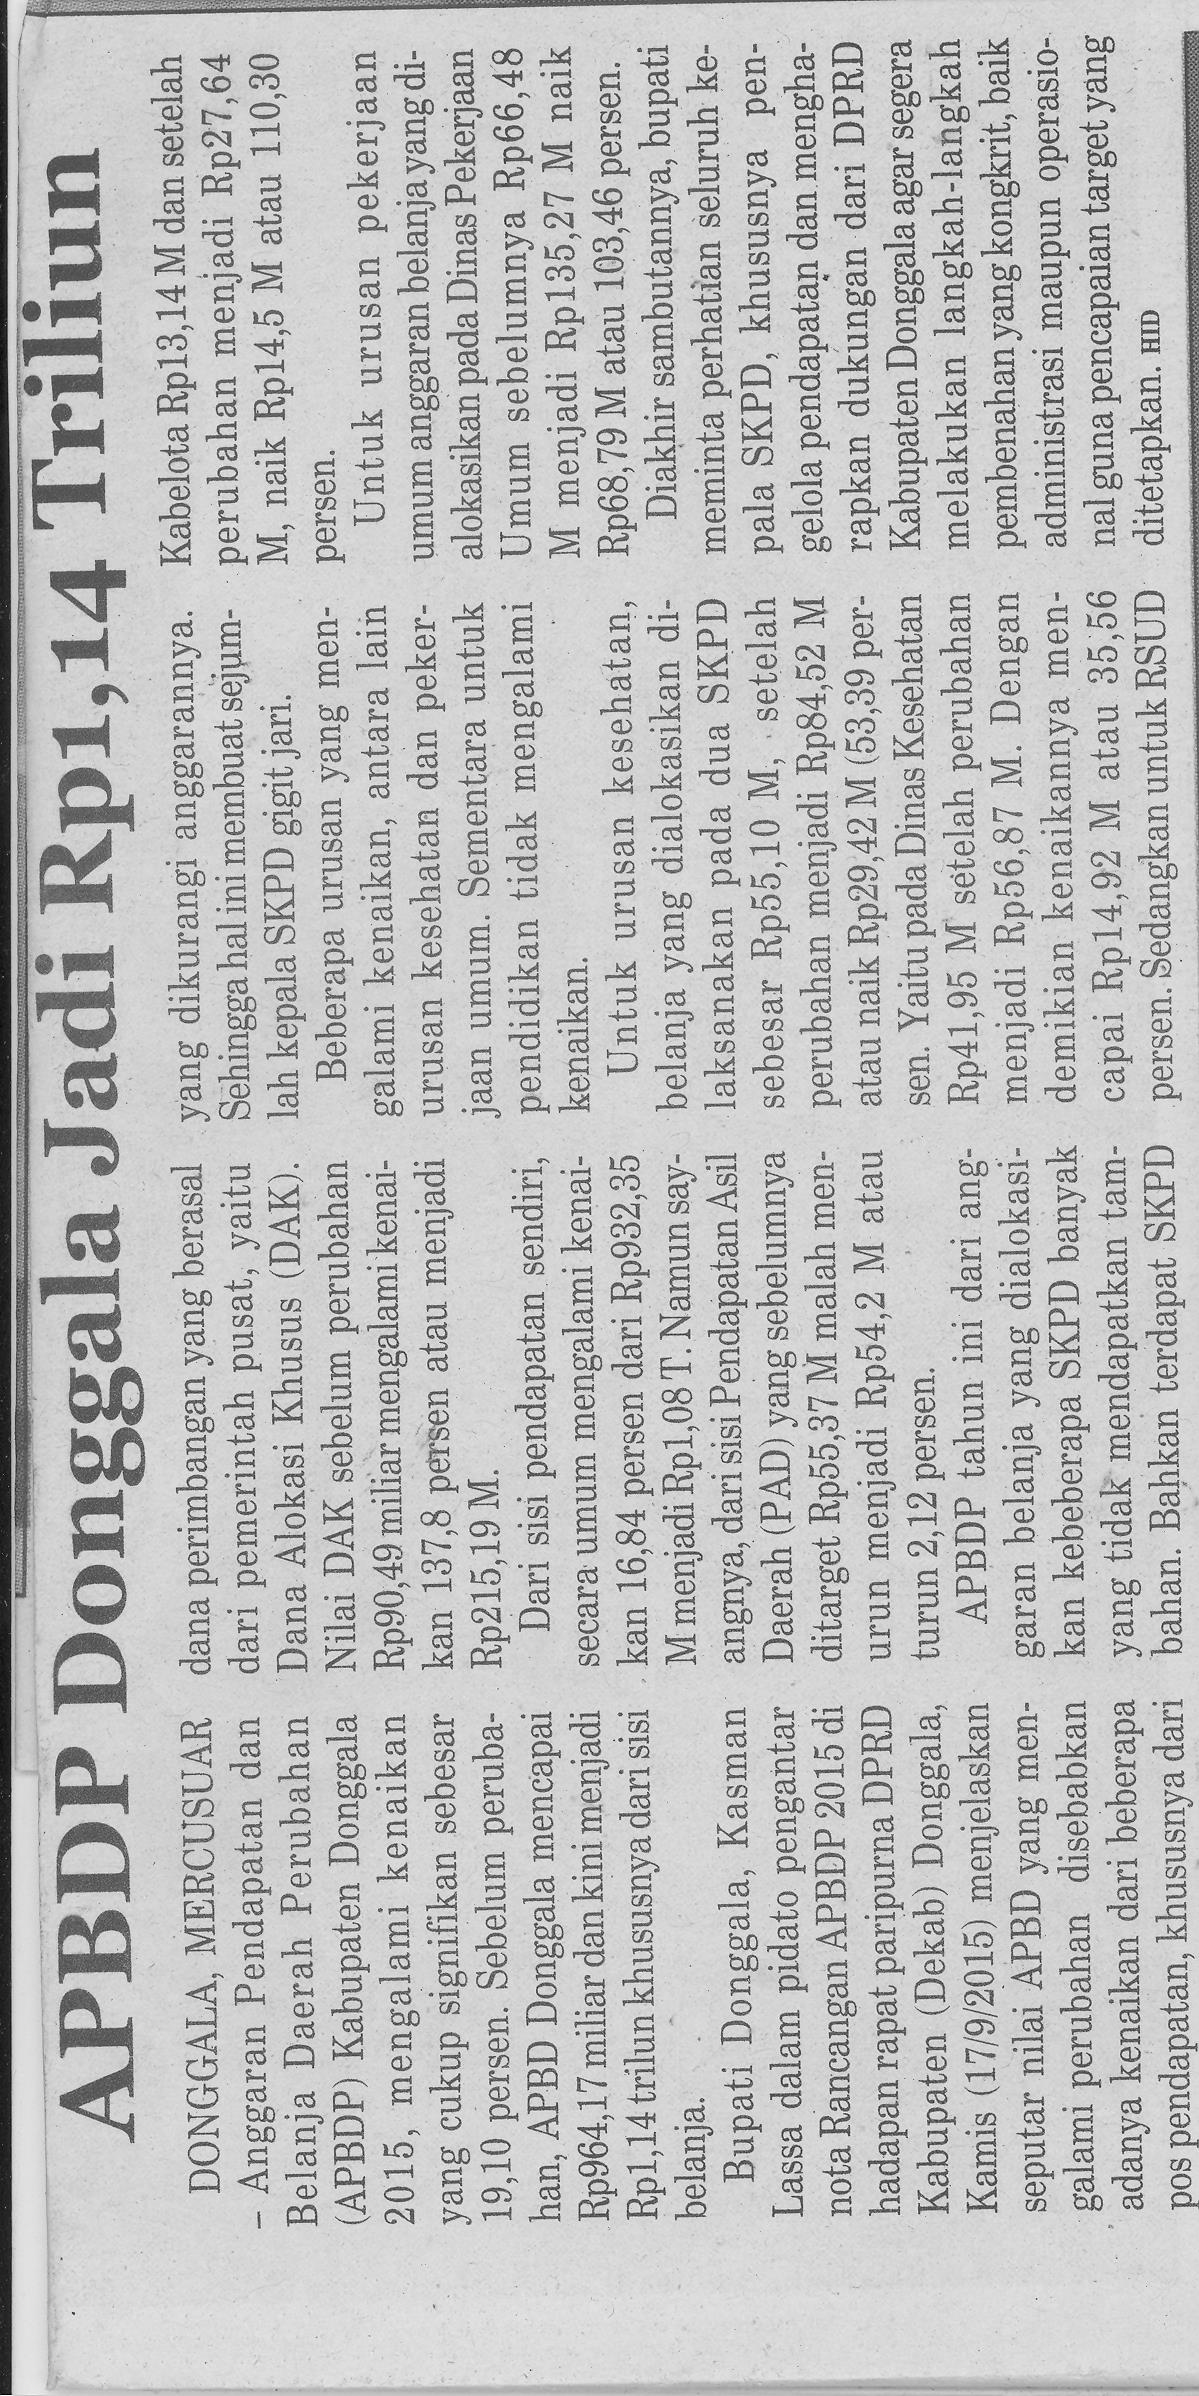 APBDP Donggala Jadi Rp1,14 Triliun
DONGGALA, MERCUSUAR
– Anggaran Pendapatan dan
Belanja Daerah Perubahan
(APBDP) Kabupaten Donggala
2015, mengalami kenaikan
yang cukup signifikan sebesar
19,10 persen. Sebelum peruba-
han, APBD Donggala mencapai
Rp964,17 miliar dan kini menjadi
Rp1,14 trilun khususnya dari sisi
belanja.
Bupati Donggala, Kasman
Lassa dalam pidato pengantar
nota Rancangan APBDP 2015 di
hadapan rapat paripurna DPRD
Kabupaten (Dekab) Donggala,
Kamis (17/9/2015) menjelaskan
seputar nilai APBD yang men-
galami perubahan disebabkan
adanya kenaikan dari beberapa
pos pendapatan, khususnya dari
dana perimbangan yang berasal
dari pemerintah pusat, yaitu
Dana Alokasi Khusus (DAK).
Nilai DAK sebelum perubahan
Rp90,49 miliar mengalami kenai-
kan 137,8 persen atau menjadi
Rp215,19 M.
Dari sisi pendapatan sendiri,
secara umum mengalami kenai-
kan 16,84 persen dari Rp932,35
M menjadi Rp1,08 T. Namun say-
angnya, dari sisi Pendapatan Asil
Daerah (PAD) yang sebelumnya
ditarget Rp55,37 M malah men-
urun menjadi Rp54,2 M atau
turun 2,12 persen.
APBDP tahun ini dari ang-
garan belanja yang dialokasi-
kan kebeberapa SKPD banyak
yang tidak mendapatkan tam-
bahan. Bahkan terdapat SKPD
yang dikurangi anggarannya.
Sehingga hal ini membuat sejum-
lah kepala SKPD gigit jari.
Beberapa urusan yang men-
galami kenaikan, antara lain
urusan kesehatan dan peker-
jaan umum. Sementara untuk
pendidikan tidak mengalami
kenaikan.
Untuk urusan kesehatan,
belanja yang dialokasikan di-
laksanakan pada dua SKPD
sebesar Rp55,10 M, setelah
perubahan menjadi Rp84,52 M
atau naik Rp29,42 M (53,39 per-
sen. Yaitu pada Dinas Kesehatan
Rp41,95 M setelah perubahan
menjadi Rp56,87 M. Dengan
demikian kenaikannya men-
capai Rp14,92 M atau 35,56
persen. Sedangkan untuk RSUD
Kabelota Rp13,14 M dan setelah
perubahan menjadi Rp27,64
M, naik Rp14,5 M atau 110,30
persen.
Untuk urusan pekerjaan
umum anggaran belanja yang di-
alokasikan pada Dinas Pekerjaan
Umum sebelumnya Rp66,48
M menjadi Rp135,27 M naik
Rp68,79 M atau 103,46 persen.
Diakhir sambutannya, bupati
meminta perhatian seluruh ke-
pala SKPD, khususnya pen-
gelola pendapatan dan mengha-
rapkan dukungan dari DPRD
Kabupaten Donggala agar segera
melakukan langkah-langkah
pembenahan yang kongkrit, baik
administrasi maupun operasio-
nal guna pencapaian target yang
ditetapkan. HID